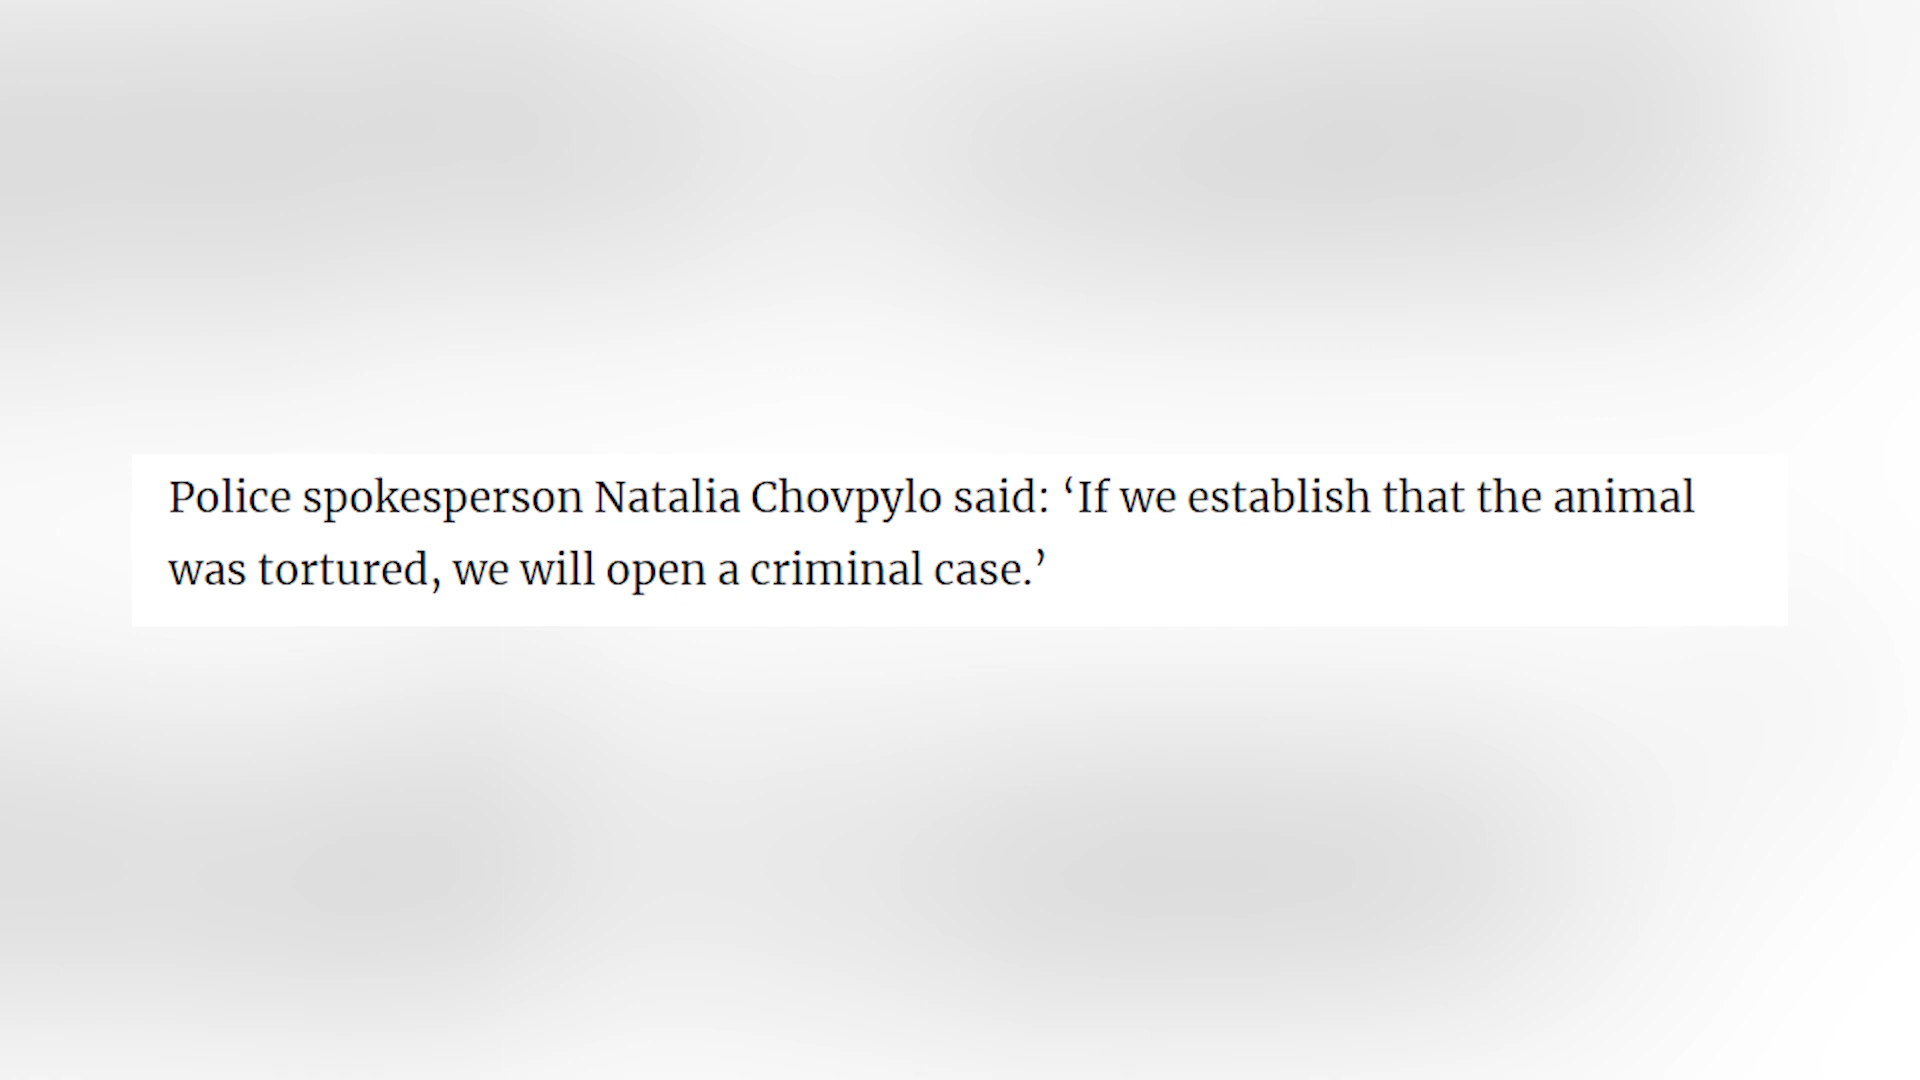 Police spokesperson Natalia Chovpylo said: ‘If we establish that the animal
was tortured, we will open a criminal case.’